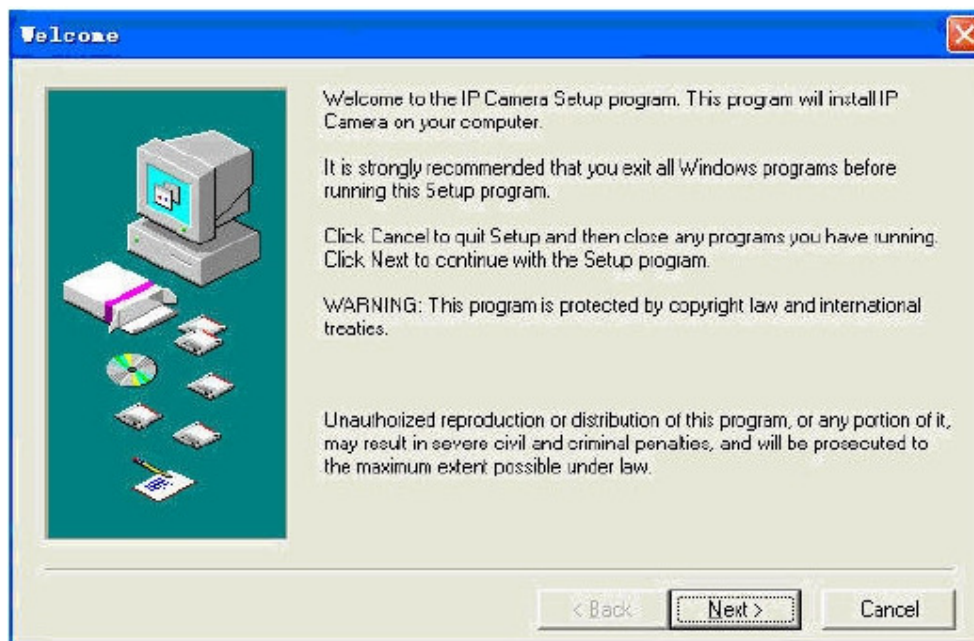 Welcome
Welcome to the IP Camera Setup program. This program will install IP
Camera on your computer.
It is strongly recommended that you exit all Windows programs before
running this Setup program.
Click Cancel to quit Setup and then close any programs you have running.
Click Next to continue with the Setup program.
WARNING: This program is protected by copyright law and international
treaties.
Unauthorized reproduction or distribution of this program, or any portion of it,
may result in severe civil and criminal penalties, and will be prosecuted to
the maximum extent possible under law.
< Back
Next >
Cancel